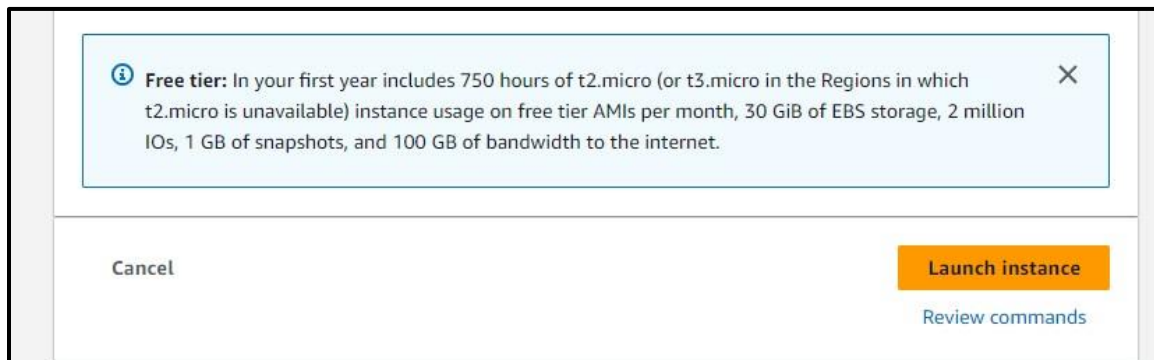 Free tier: In your first year includes 750 hours of t2.micro (or t3.micro in the Regions in which
t2.micro is unavailable) instance usage on free tier AMIs per month, 30 GiB of EBS storage, 2 million
IOs, 1 GB of snapshots, and 100 GB of bandwidth to the internet.
Cancel
Launch instance
Review commands